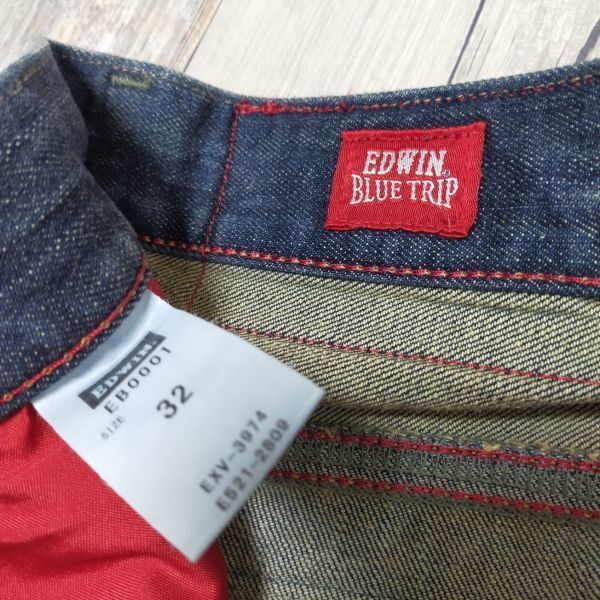 EDWIN®
BLUE TRIP
EDWIN
EB0001
SIZE 32
EXV-3974
E521-2809